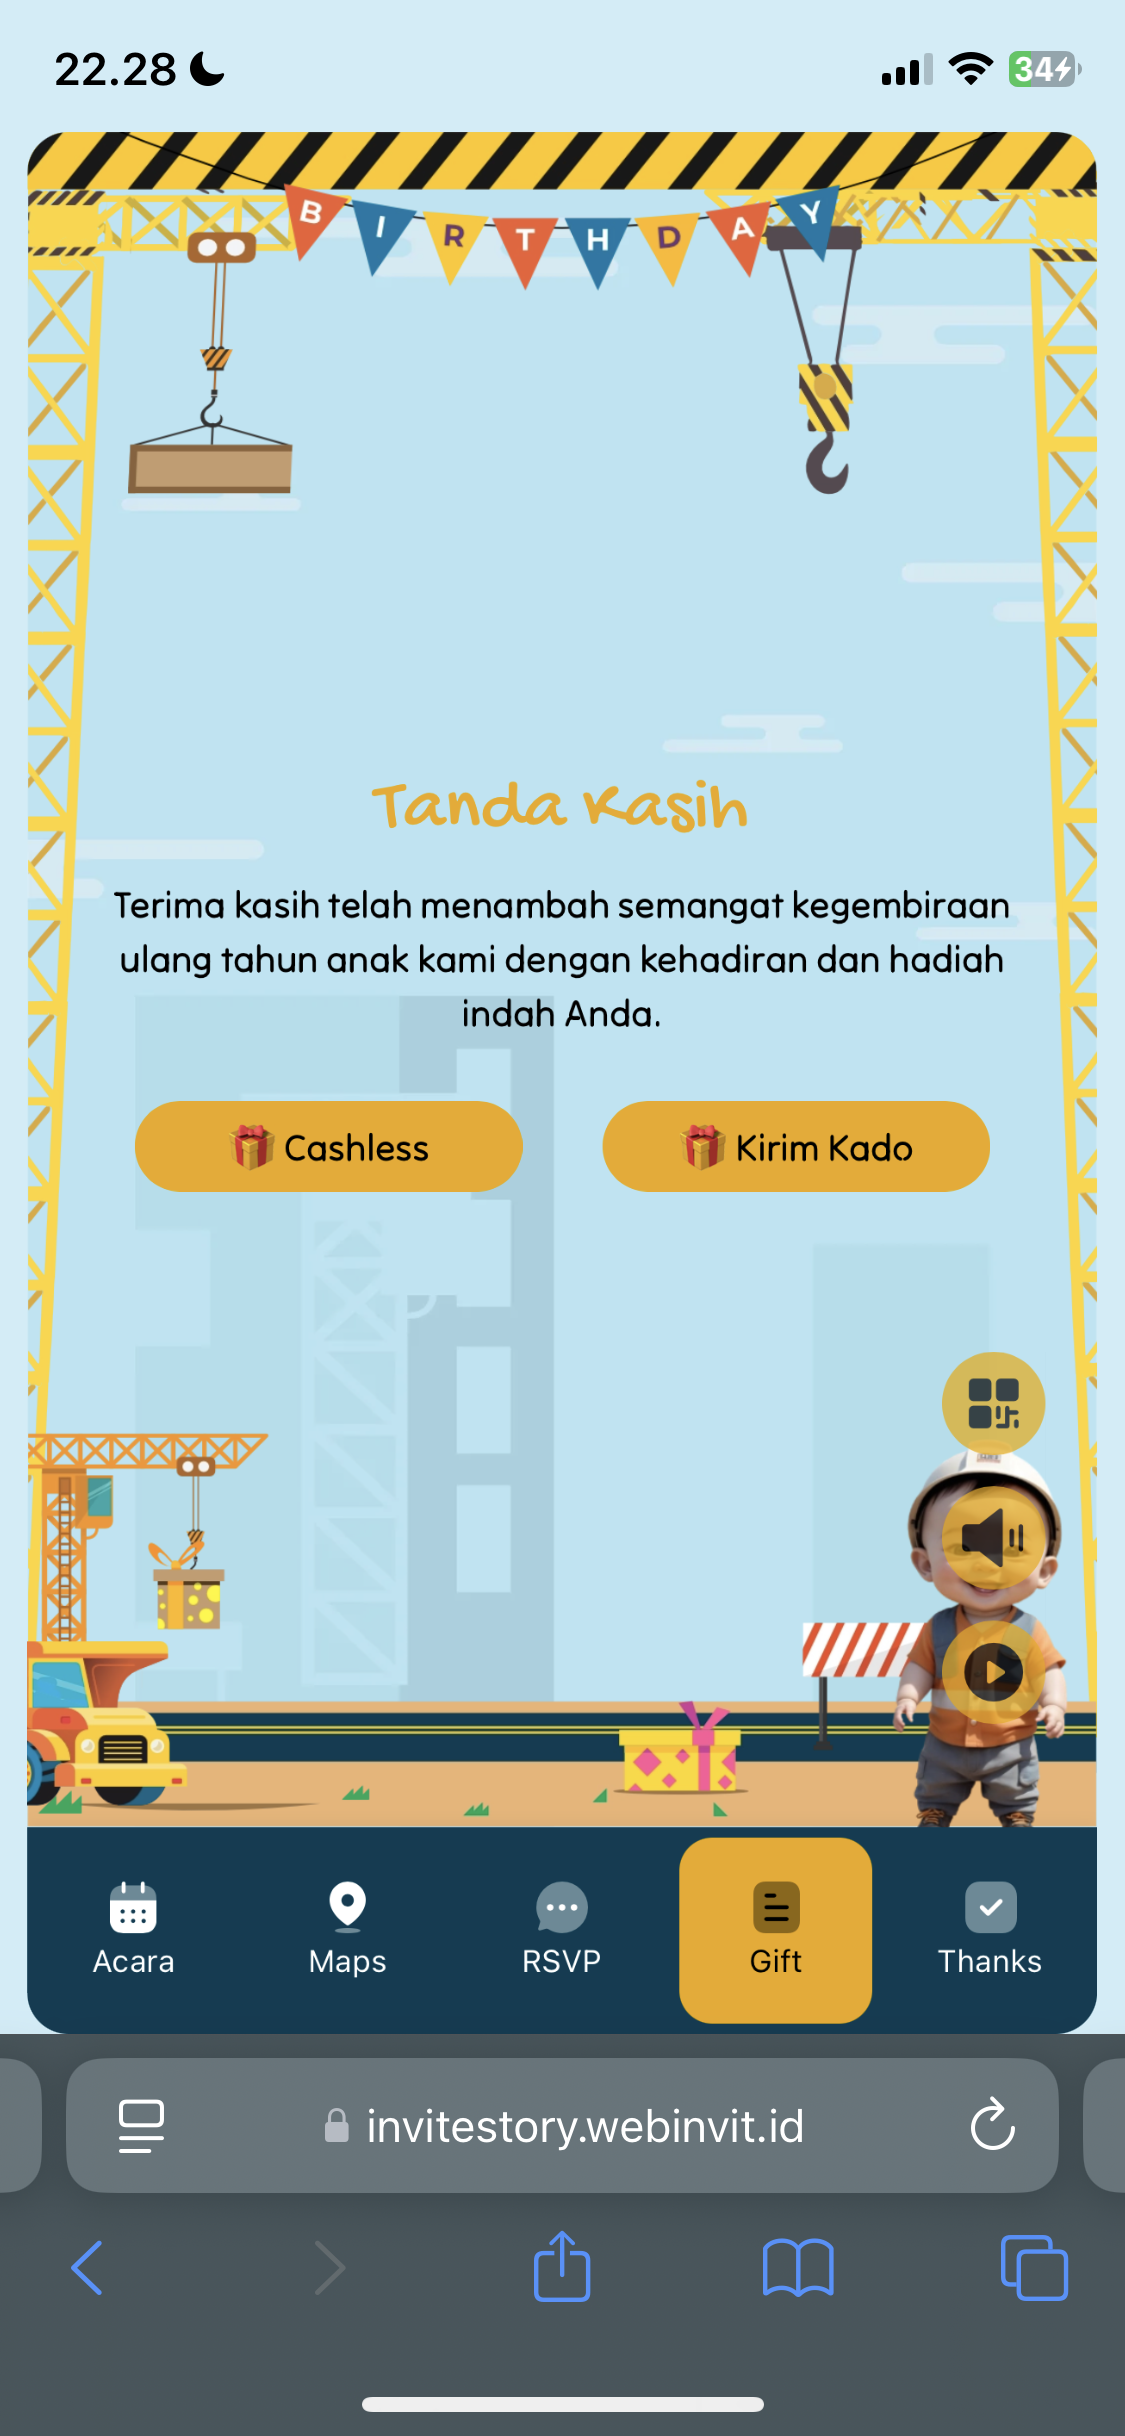 22.28
34
BIRTHDAY
Tanda Kasih
Terima kasih telah menambah semangat kegembiraan
ulang tahun anak kami dengan kehadiran dan hadiah
indah Anda.
Cashless
Kirim Kado
Acara
Maps
RSVP
Gift
Thanks
invitestory.webinvit.id